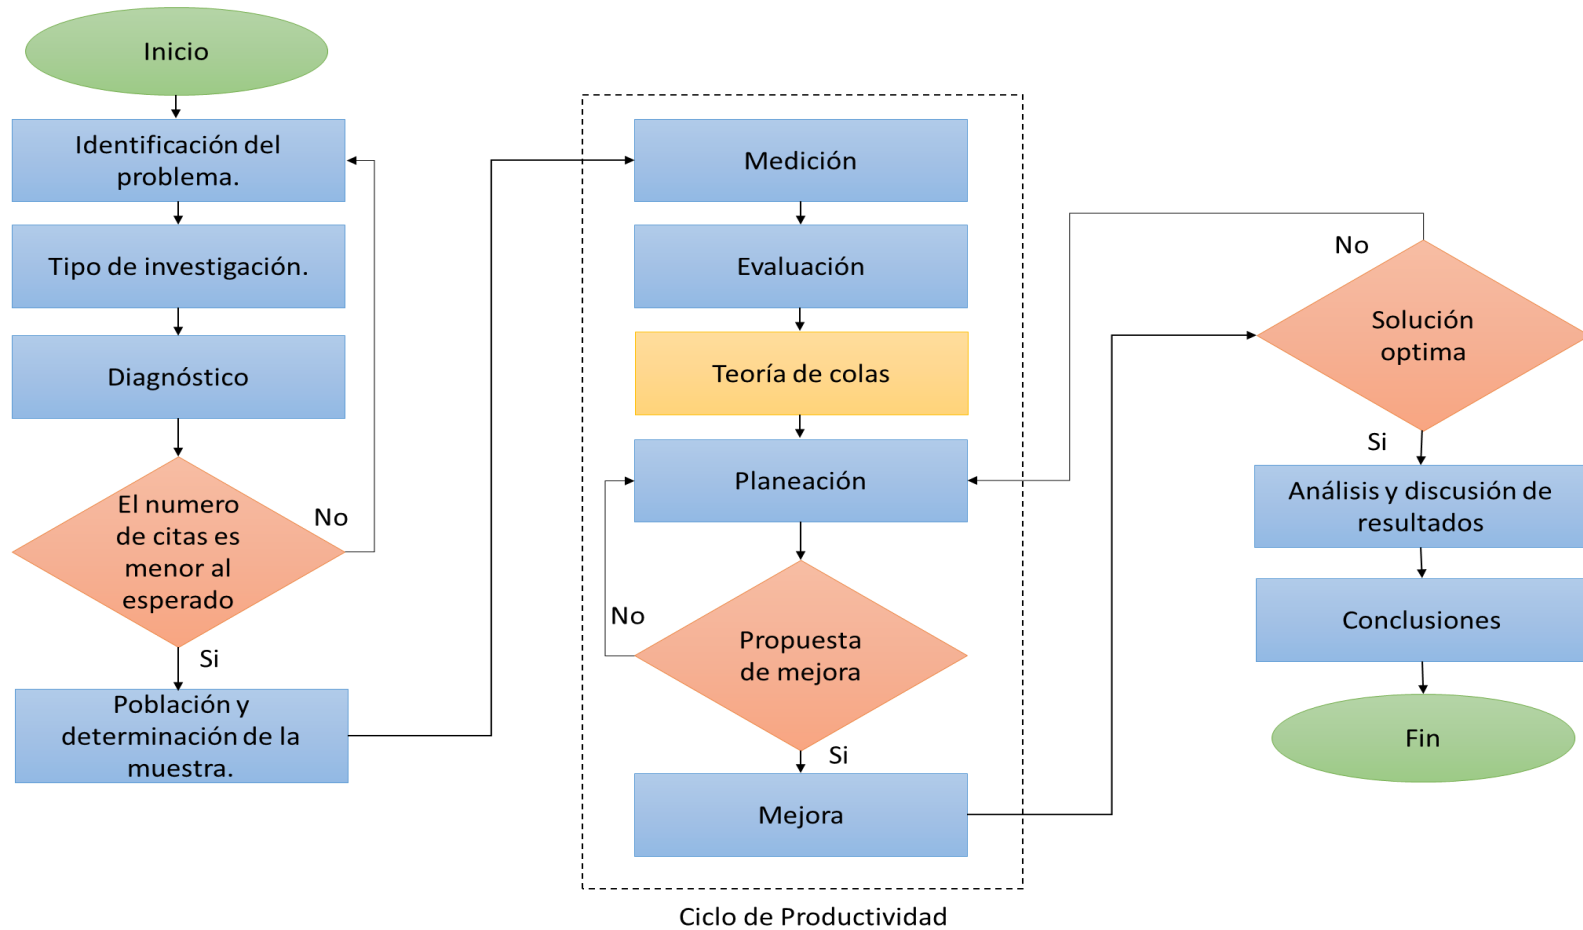 Inicio
Identificación del
problema.
Tipo de investigación.
Diagnóstico
El numero
de citas es
menor al
esperado
No
Si
Población y
determinación de la
muestra.
Medición
Evaluación
Teoría de colas
Planeación
No
Propuesta
de mejora
Si
Mejora
Ciclo de Productividad
No
Solución
optima
Si
Análisis y discusión de
resultados
Conclusiones
Fin